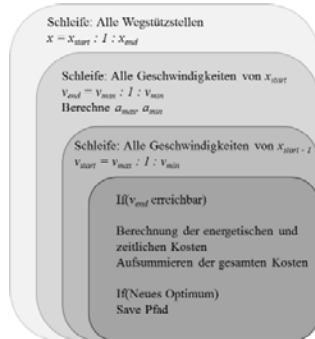 Schleife: Alle Wegstützstellen
x = x_start : 1 : x_end
Schleife: Alle Geschwindigkeiten von x_start
v_end = v_max : 1 : v_min
Berechne a_max, a_min
Schleife: Alle Geschwindigkeiten von x_start-1
v_start = v_max : 1 : v_min
If(v_end erreichbar)
Berechnung der energetischen und
zeitlichen Kosten
Aufsummieren der gesamten Kosten
If(Neues Optimum)
Save Pfad